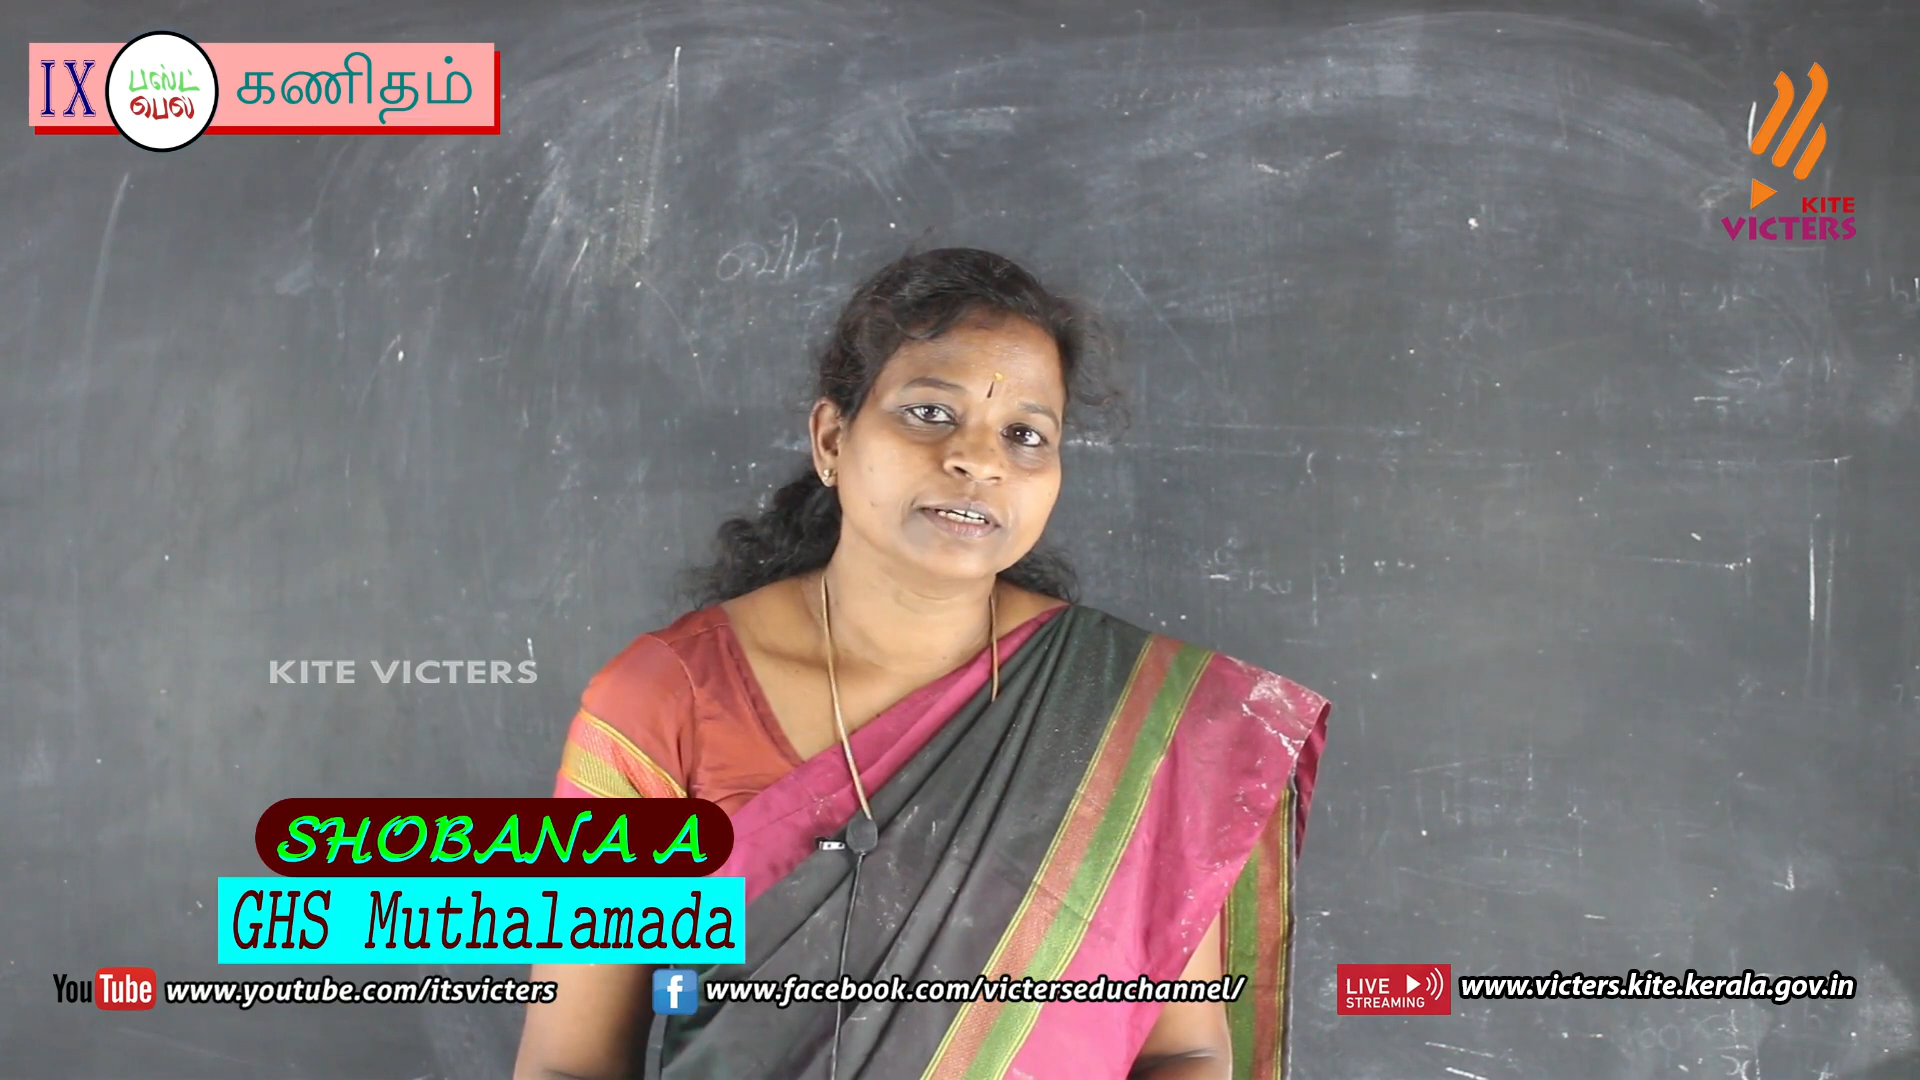 IX
பஸ்ட்
பெல்
கணிதம்
KITE
VICTERS
KITE VICTERS
SHOBANA A
GHS Muthalamada
YouTube www.youtube.com/itsvicters
f www.facebook.com/victerseduchannel/
LIVE
STREAMING
www.victers.kite.kerala.gov.in